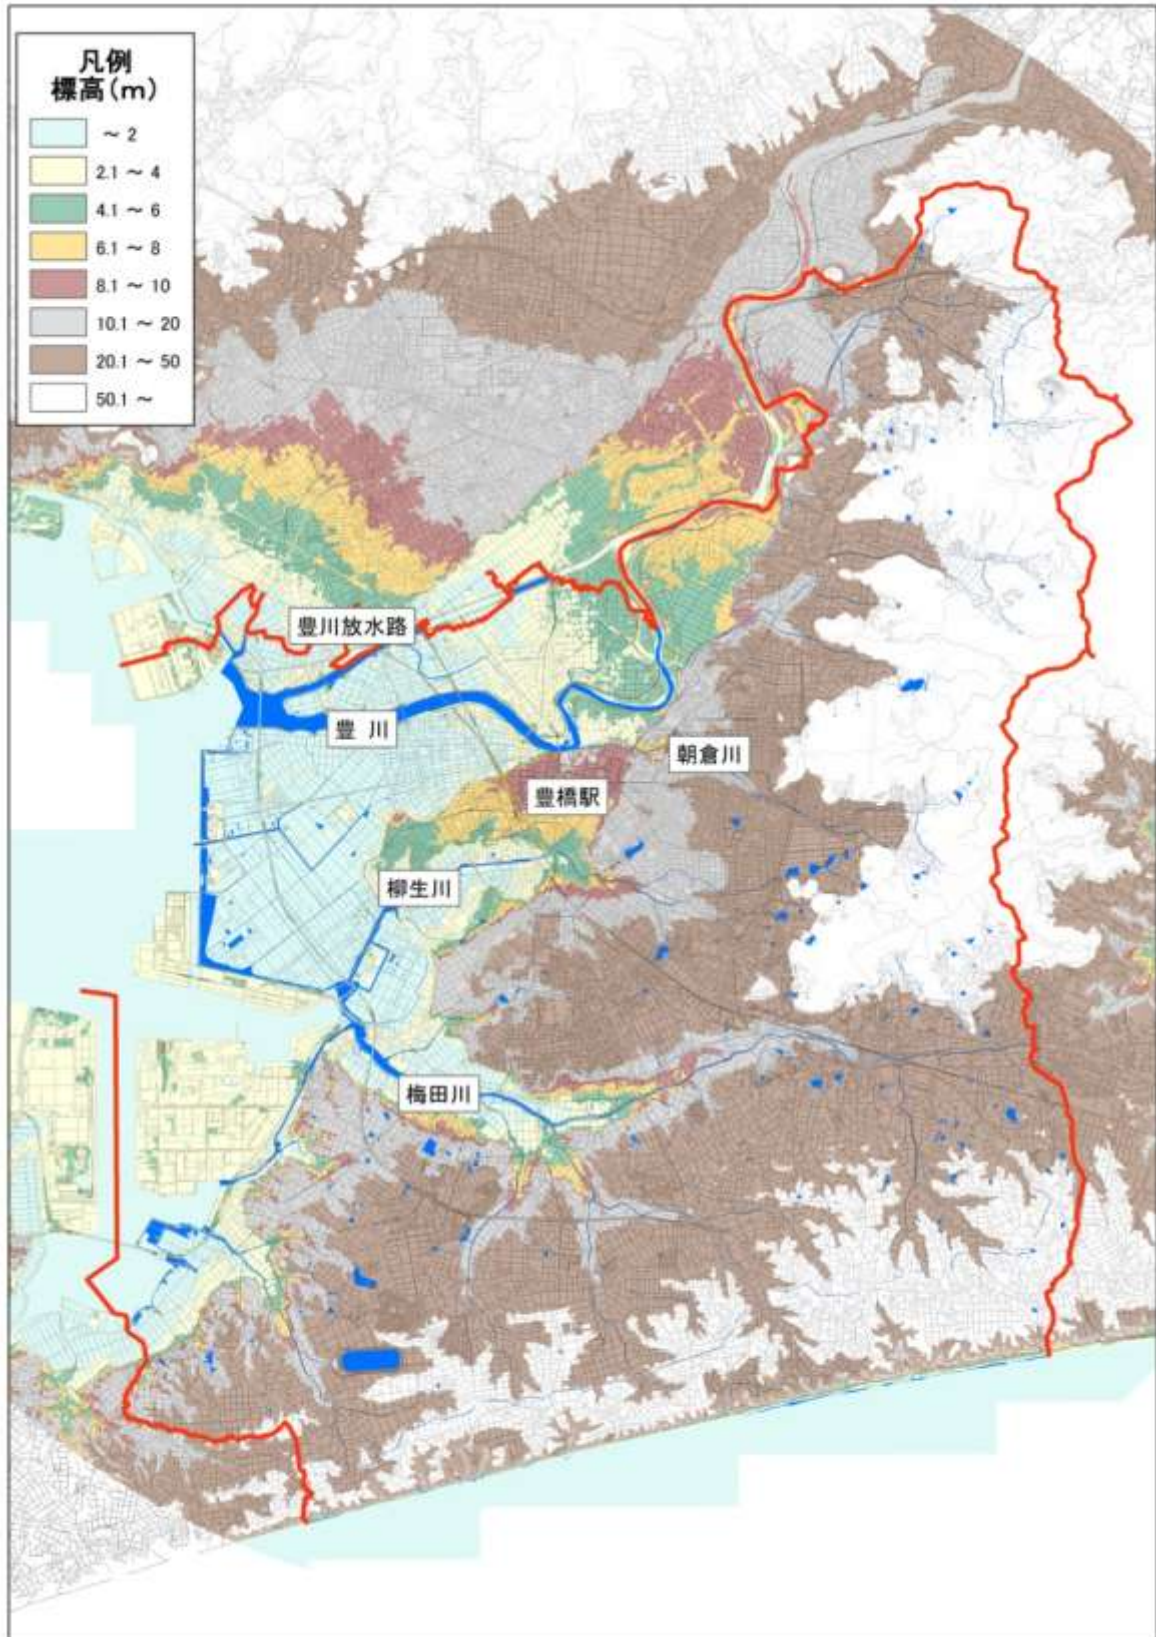 凡例
標高(m)
～ 2
2.1 ～ 4
4.1 ～ 6
6.1 ～ 8
8.1 ～ 10
10.1 ～ 20
20.1 ～ 50
50.1 ～
豊川放水路
豊 川
朝倉川
豊橋駅
柳生川
梅田川